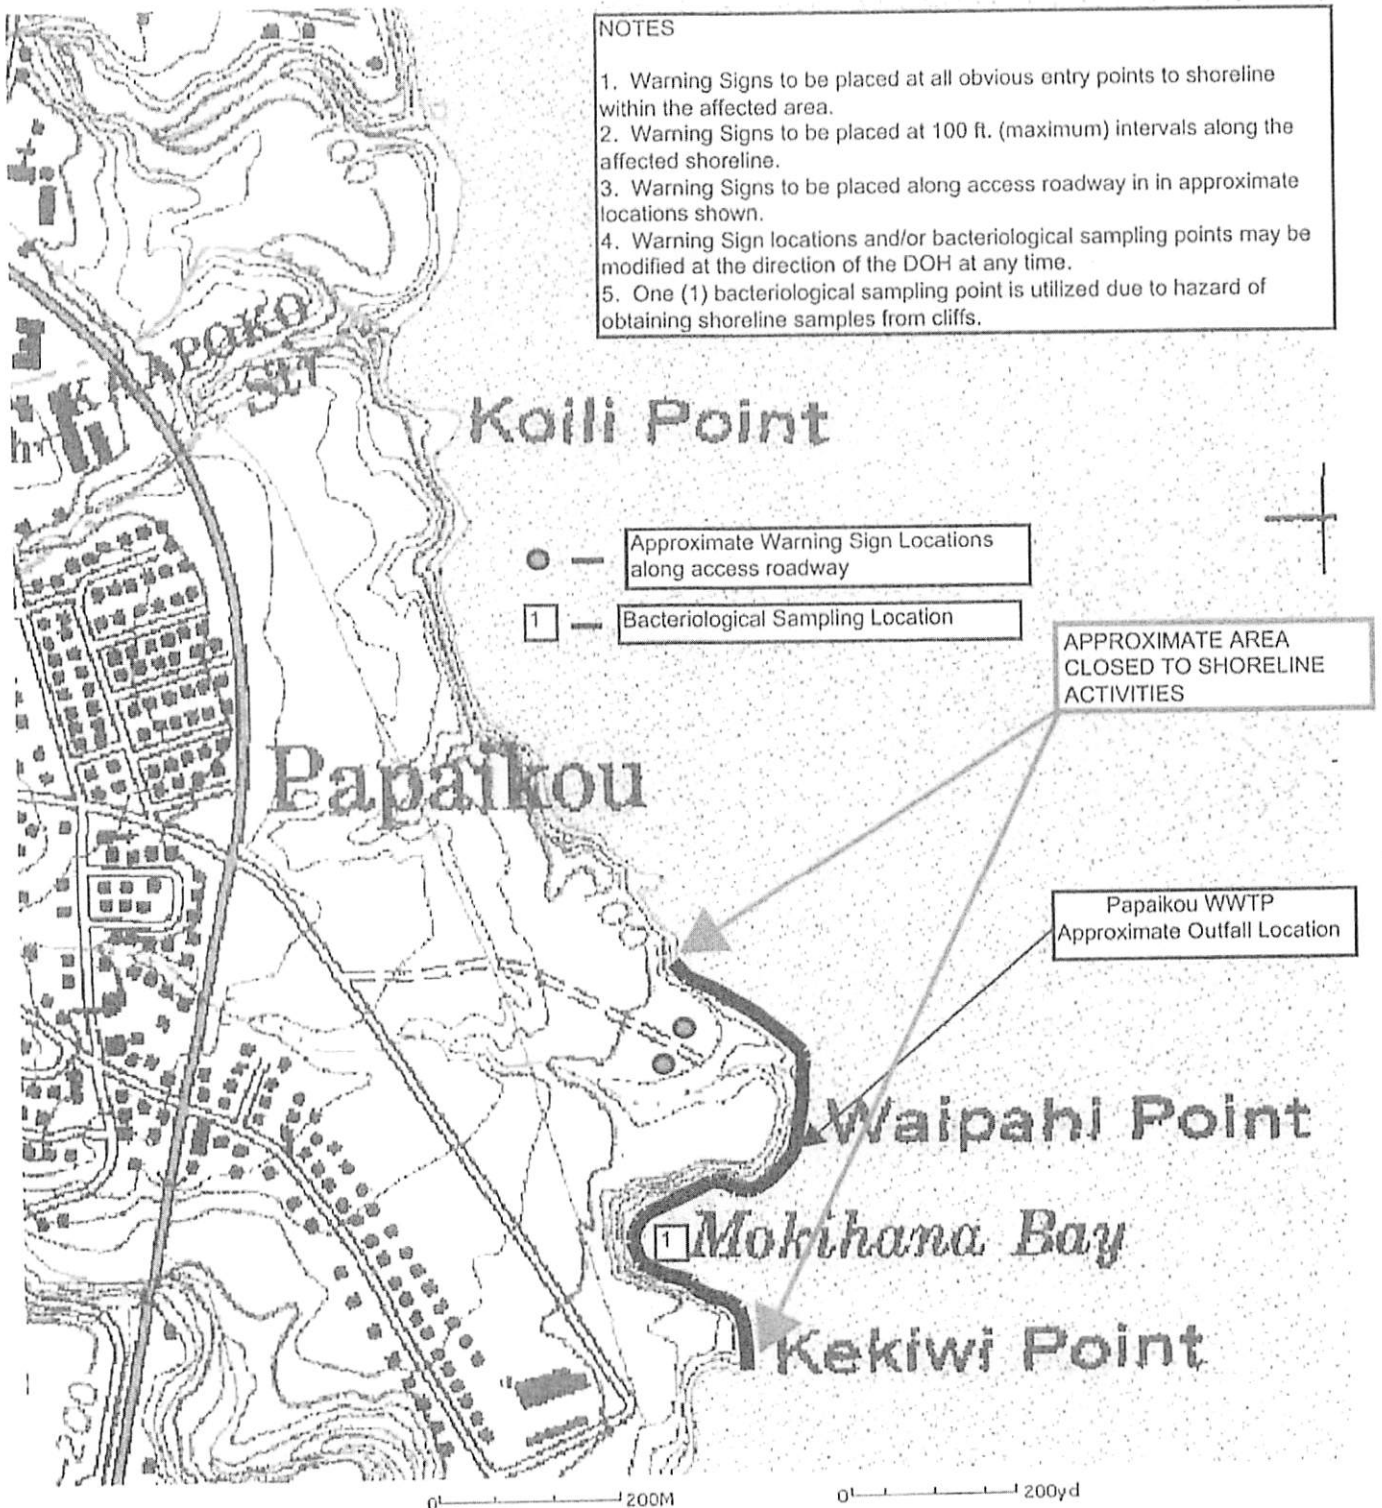 NOTES
1. Warning Signs to be placed at all obvious entry points to shoreline
within the affected area.
2. Warning Signs to be placed at 100 ft. (maximum) intervals along the
affected shoreline.
3. Warning Signs to be placed along access roadway in in approximate
locations shown.
4. Warning Sign locations and/or bacteriological sampling points may be
modified at the direction of the DOH at any time.
5. One (1) bacteriological sampling point is utilized due to hazard of
obtaining shoreline samples from cliffs.
KAAPOKO
Koili Point
Approximate Warning Sign Locations
along access roadway
1
Bacteriological Sampling Location
APPROXIMATE AREA
CLOSED TO SHORELINE
ACTIVITIES
Papaikou
Papaikou WWTP
Approximate Outfall Location
Waipahi Point
1
Mokihana Bay
Kekiwi Point
200
0 200M
0 200yd